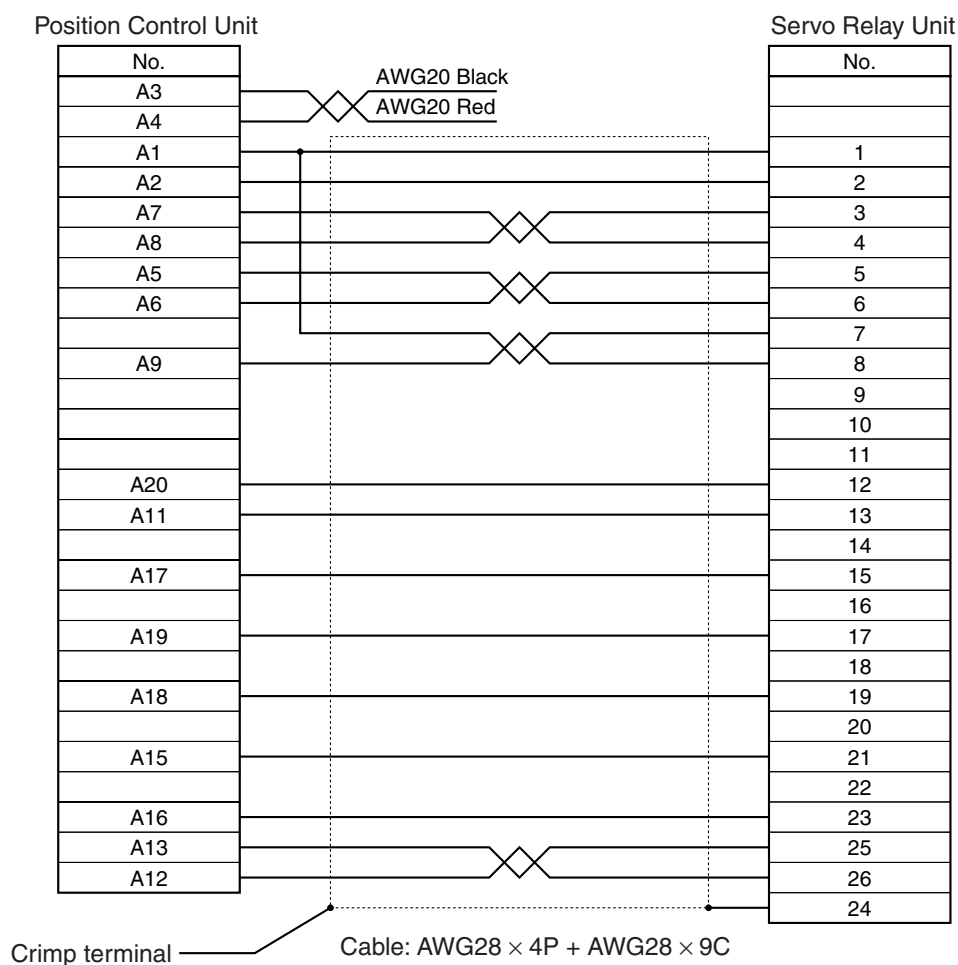 Position Control Unit Servo Relay Unit
No. No.
AWG20 Black
A3
AWG20 Red
A4
A1 1
A2 2
A7 3
A8 4
A5 5
A6 6
7
A9 8
9
10
11
A20 12
A11 13
14
A17 15
16
A19 17
18
A18 19
20
A15 21
22
A16 23
A13 25
A12 26
24
Crimp terminal Cable: AWG28 × 4P + AWG28 × 9C